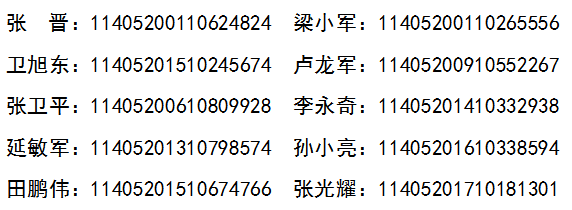 张　晋：11405200110624824　梁小军：11405200110265556
卫旭东：11405201510245674　卢龙军：11405200910552267
张卫平：11405200610809928　李永奇：11405201410332938
延敏军：11405201310798574　孙小亮：11405201610338594
田鹏伟：11405201510674766　张光耀：11405201710181301